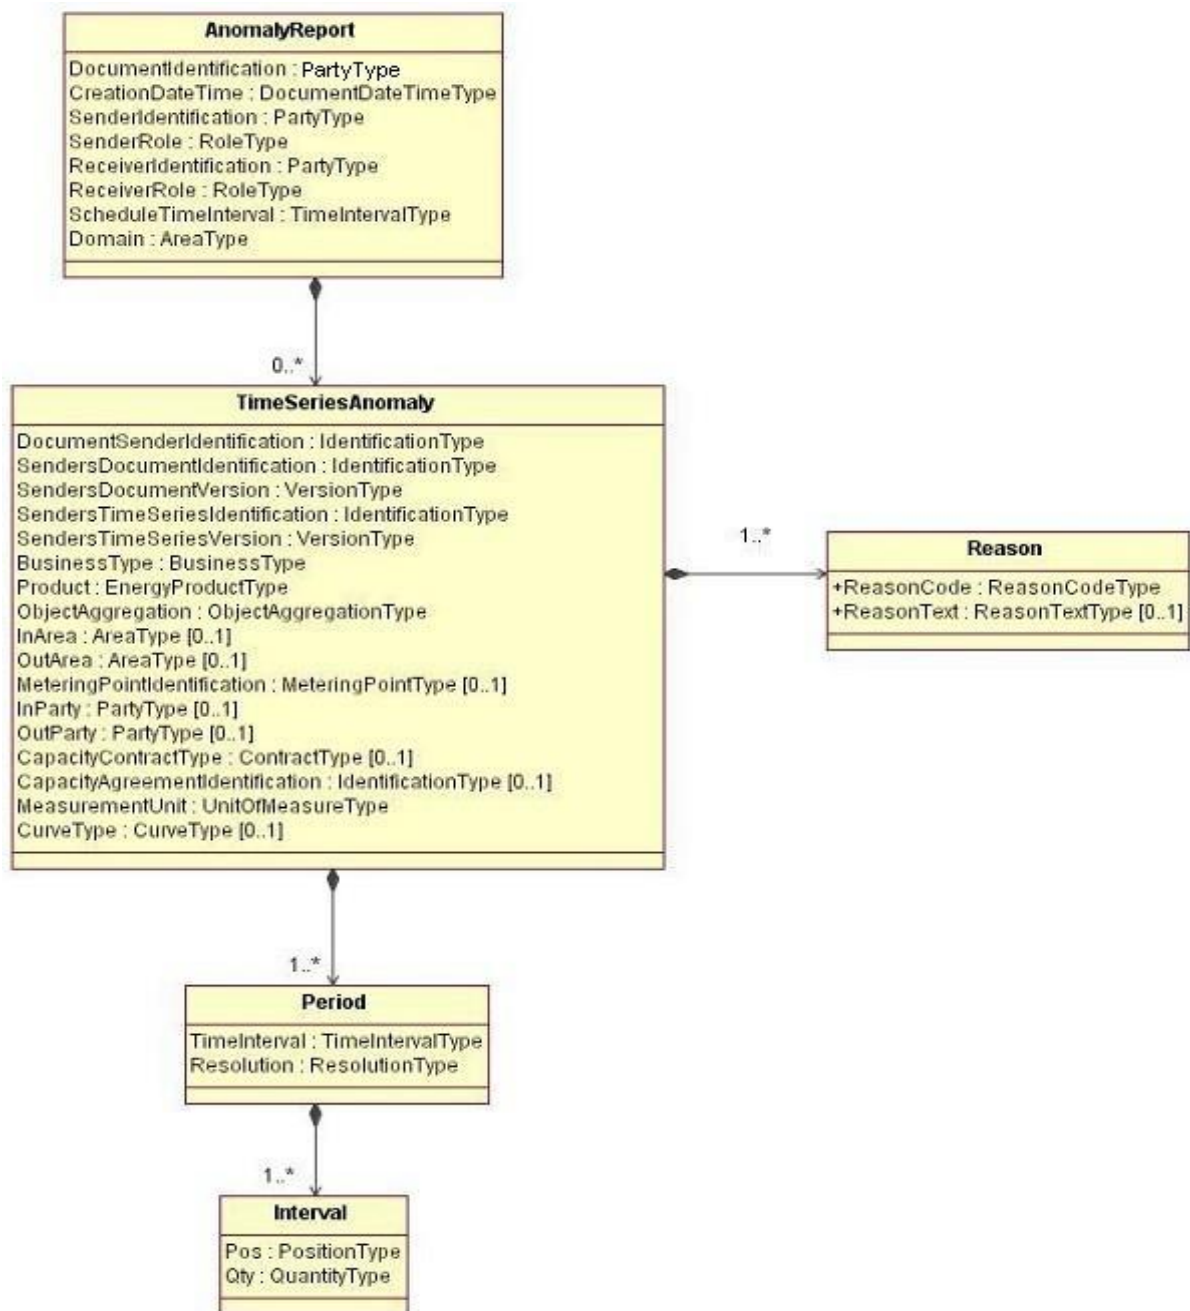 AnomalyReport
DocumentIdentification : PartyType
CreationDateTime : DocumentDateTimeType
SenderIdentification : PartyType
SenderRole : RoleType
ReceiverIdentification : PartyType
ReceiverRole : RoleType
ScheduleTimeInterval : TimeIntervalType
Domain : AreaType
0..*
TimeSeriesAnomaly
DocumentSenderIdentification : IdentificationType
SendersDocumentIdentification : IdentificationType
SendersDocumentVersion : VersionType
SendersTimeSeriesIdentification : IdentificationType
SendersTimeSeriesVersion : VersionType
BusinessType : BusinessType
Product : EnergyProductType
ObjectAggregation : ObjectAggregationType
InArea : AreaType [0..1]
OutArea : AreaType [0..1]
MeteringPointIdentification : MeteringPointType [0..1]
InParty : PartyType [0..1]
OutParty : PartyType [0..1]
CapacityContractType : ContractType [0..1]
CapacityAgreementIdentification : IdentificationType [0..1]
MeasurementUnit : UnitOfMeasureType
CurveType : CurveType [0..1]
1..*
Reason
+ReasonCode : ReasonCodeType
+ReasonText : ReasonTextType [0..1]
1..*
Period
TimeInterval : TimeIntervalType
Resolution : ResolutionType
1..*
Interval
Pos : PositionType
Qty : QuantityType